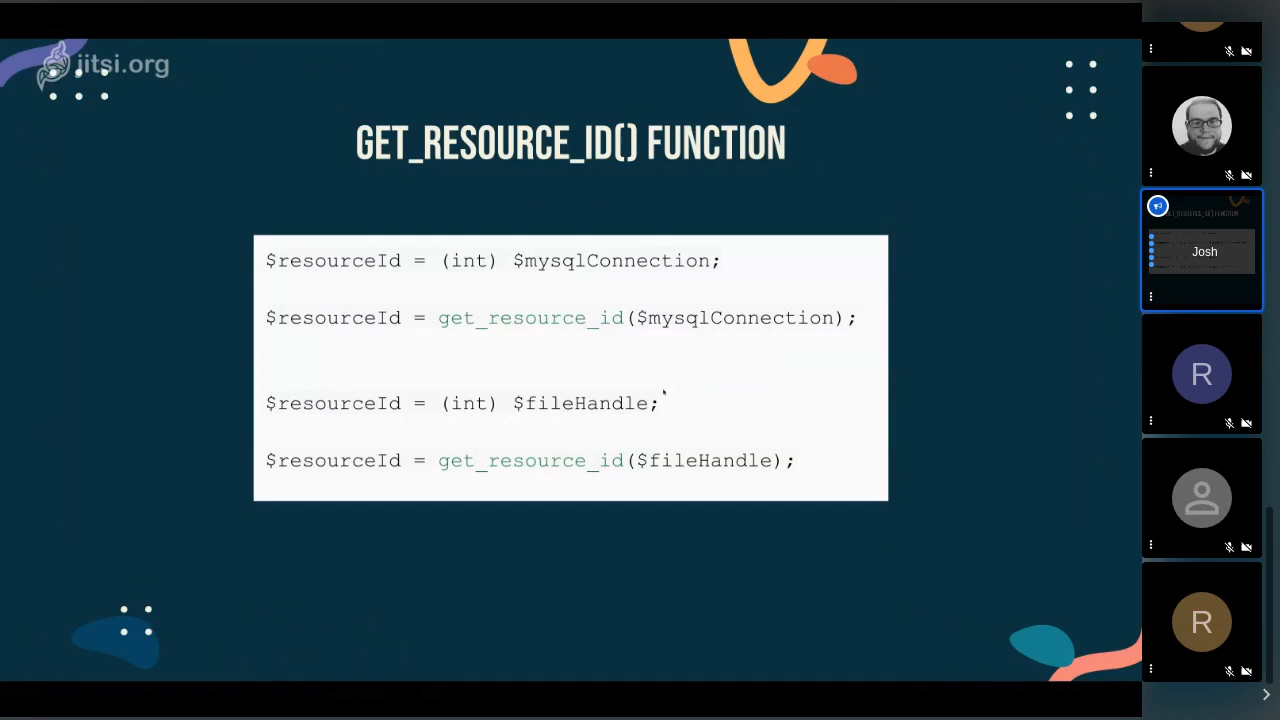 jitsi.org
GET_RESOURCE_ID() FUNCTION
$resourceId = (int) $mysqlConnection;
$resourceId = get_resource_id($mysqlConnection);
$resourceId = (int) $fileHandle;
$resourceId = get_resource_id($fileHandle);
Josh
R
R